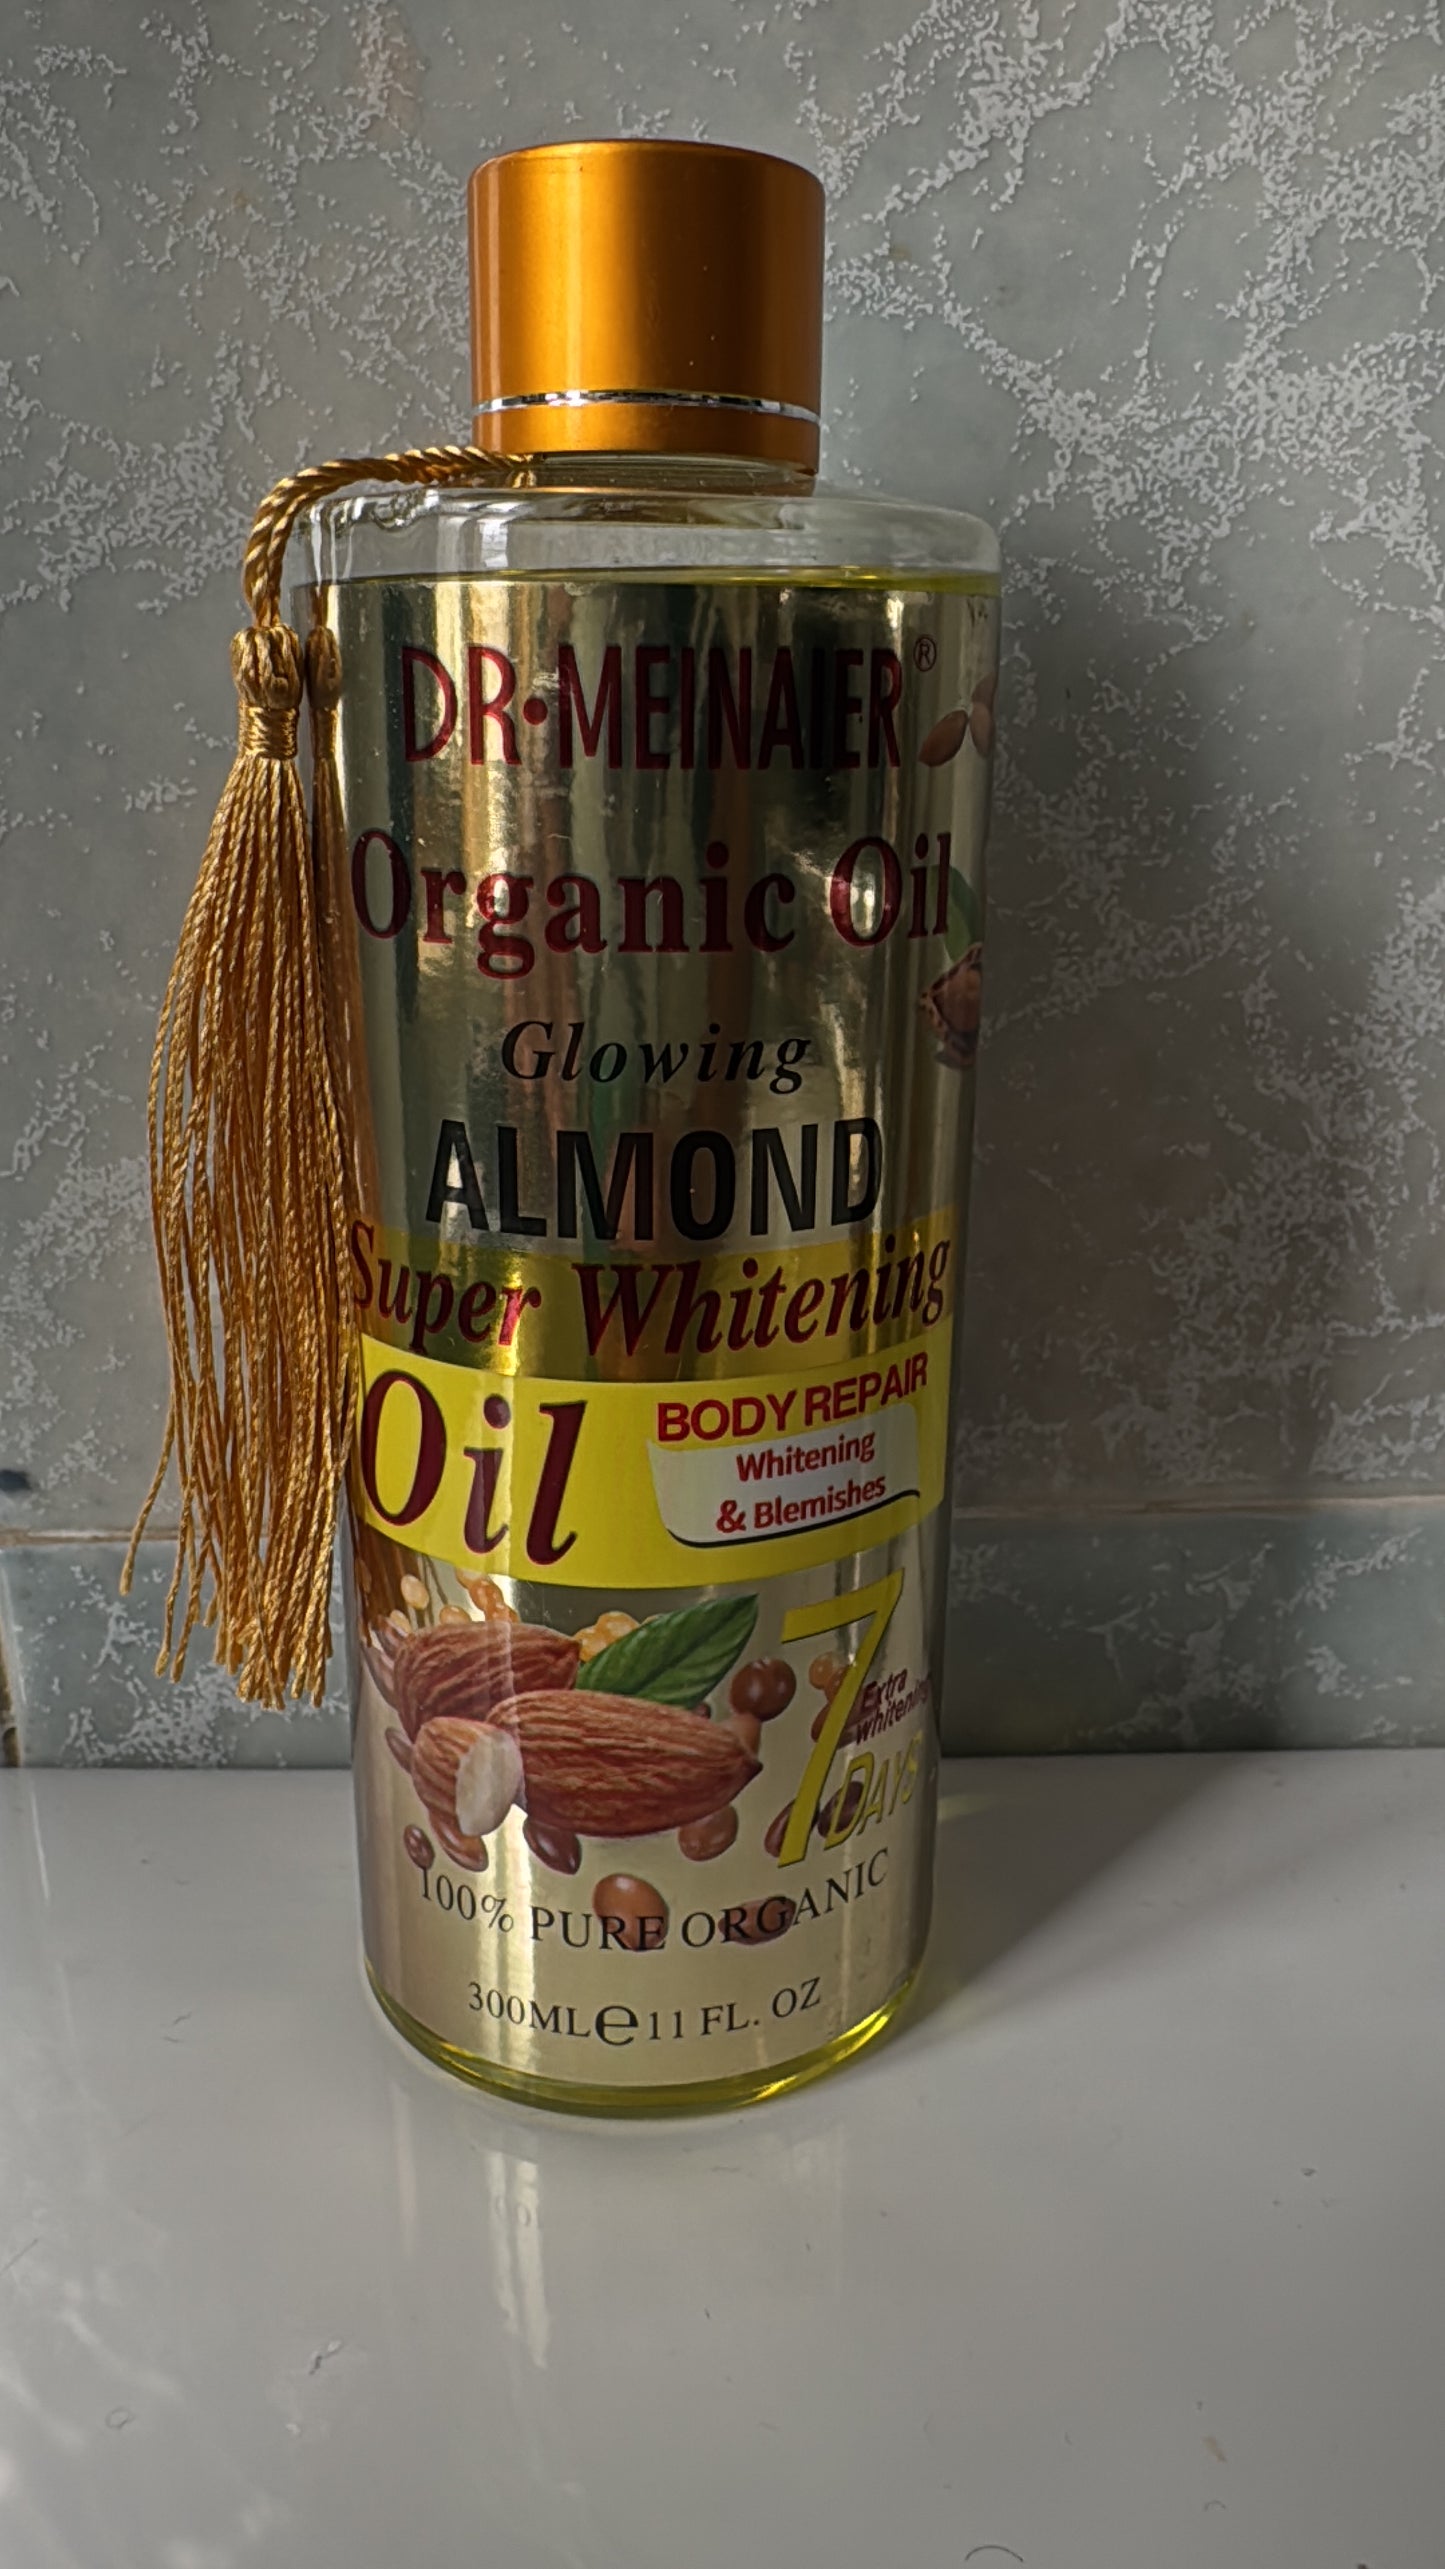 DR·MEINAIER®
Organic Oil
Glowing
ALMOND
Super Whitening
Oil
BODY REPAIR
Whitening
& Blemishes
7
Extra
whitening
DAYS
100% PURE ORGANIC
300ML℮11 FL. OZ